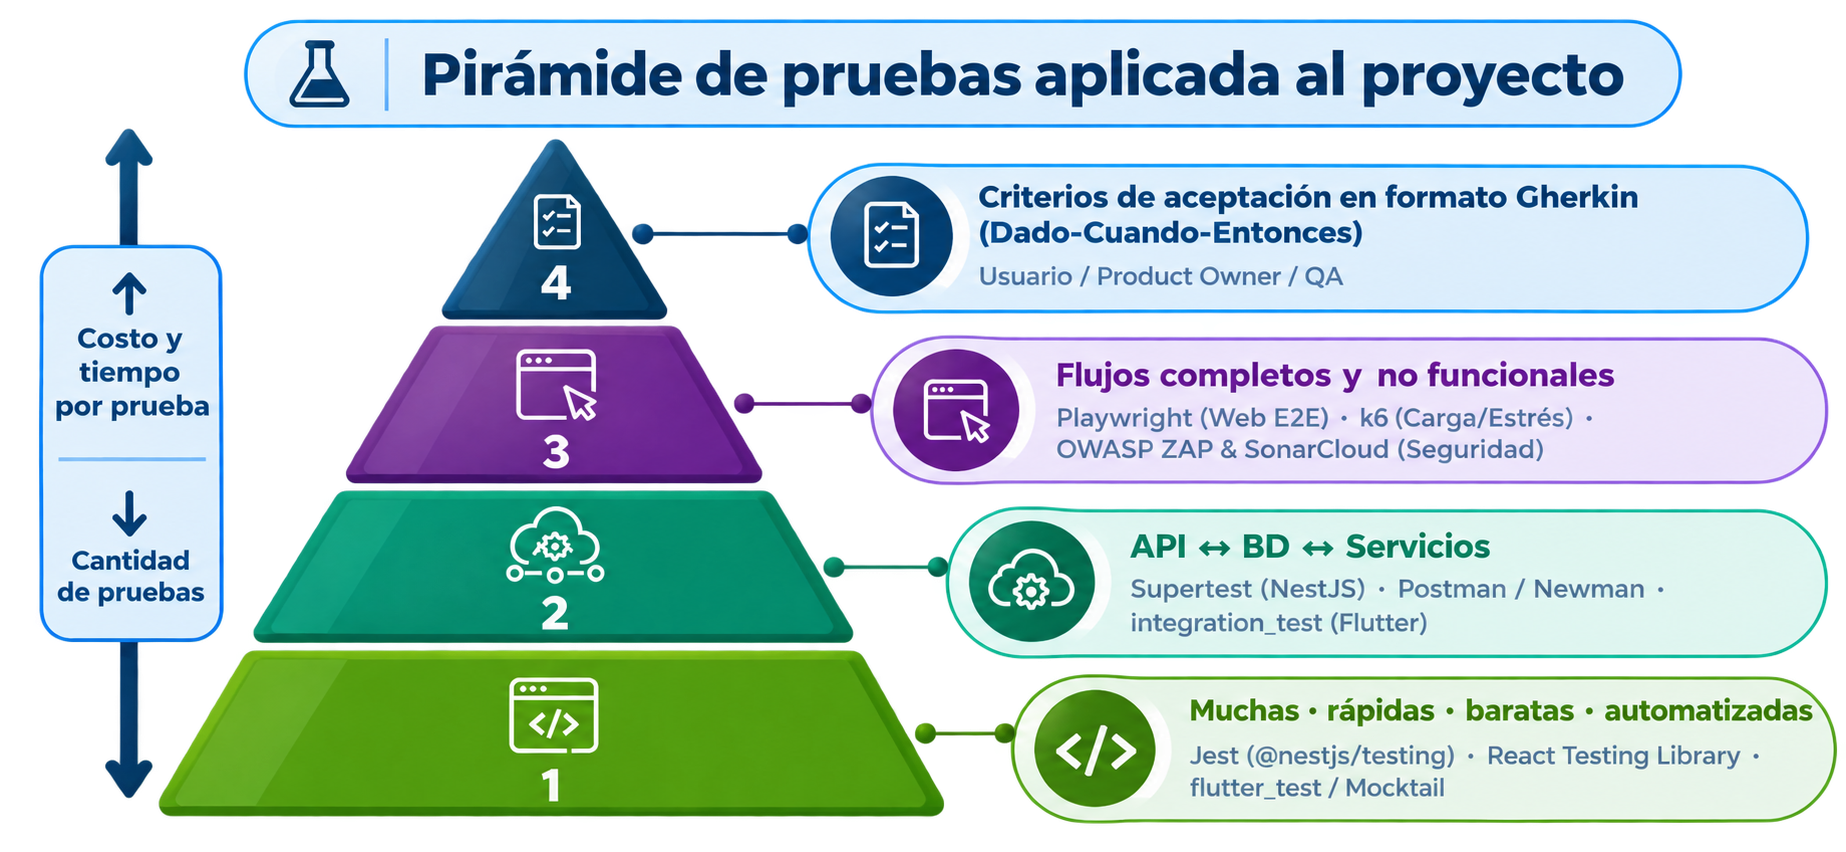 Pirámide de pruebas aplicada al proyecto
Costo y
tiempo
por prueba
Cantidad
de pruebas
4
Criterios de aceptación en formato Gherkin
(Dado-Cuando-Entonces)
Usuario / Product Owner / QA
3
Flujos completos y no funcionales
Playwright (Web E2E) • k6 (Carga/Estrés) •
OWASP ZAP & SonarCloud (Seguridad)
2
API ↔ BD ↔ Servicios
Supertest (NestJS) • Postman / Newman •
integration_test (Flutter)
1
Muchas • rápidas • baratas • automatizadas
Jest (@nestjs/testing) • React Testing Library •
flutter_test / Mocktail